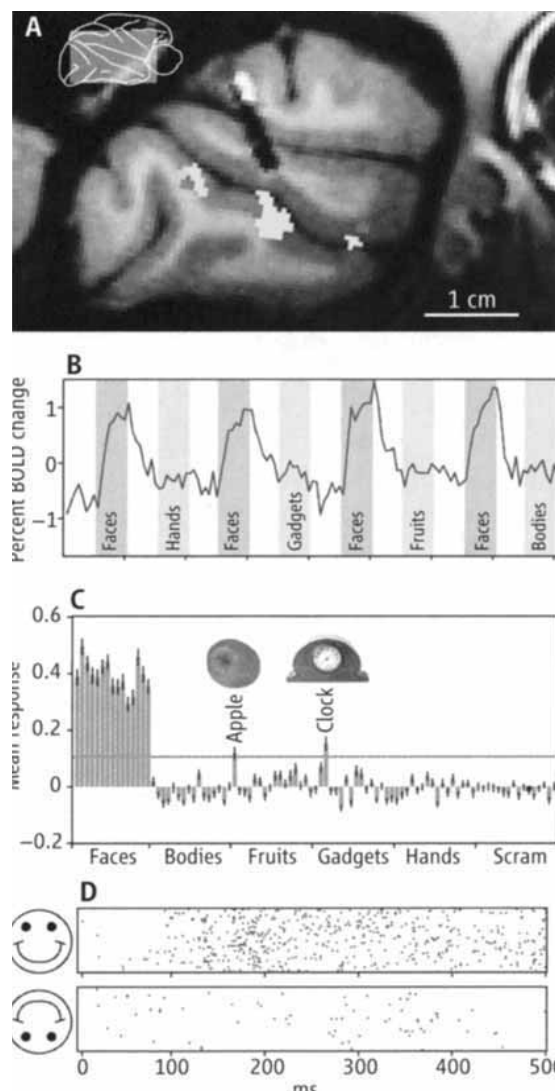 A
1 cm
B
Percent BOLD change
1
0
−1
Faces
Hands
Faces
Gadgets
Faces
Fruits
Faces
Bodies
C
Mean response
0.6
0.4
0.2
0
−0.2
Apple
Clock
Faces Bodies Fruits Gadgets Hands Scram
D
0 100 200 300 400 500
ms